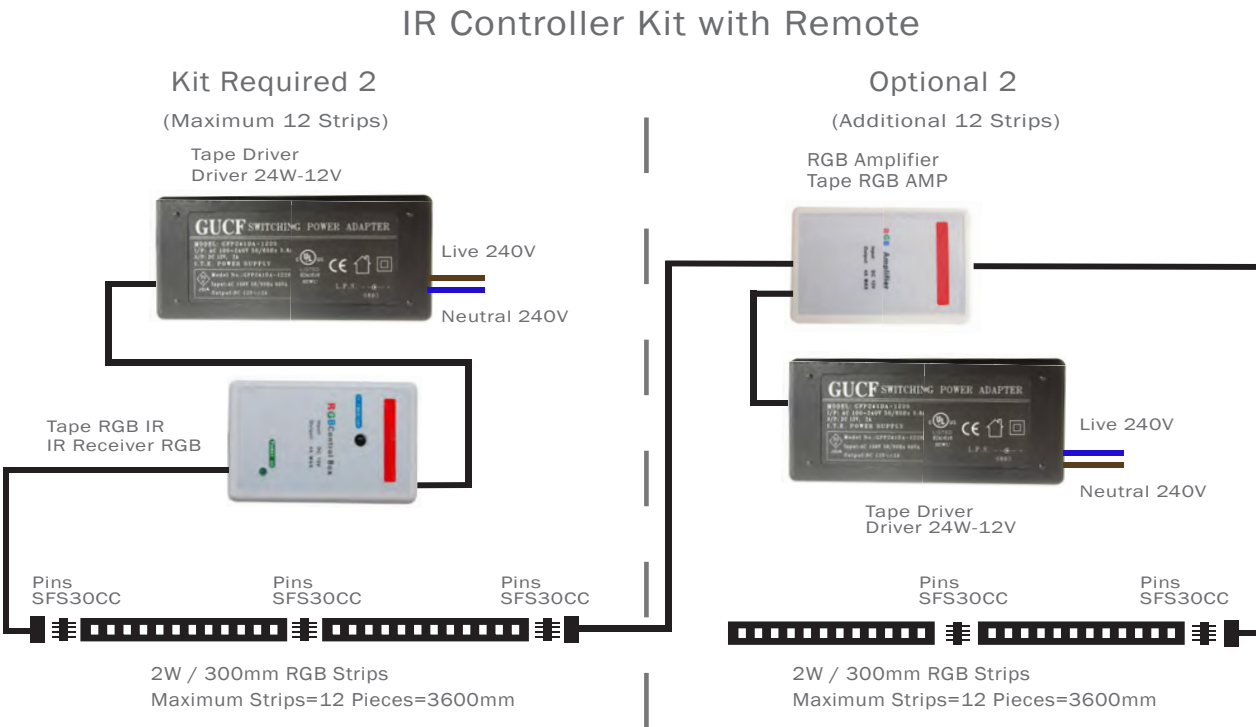 IR Controller Kit with Remote
Kit Required 2
(Maximum 12 Strips)
Tape Driver
Driver 24W-12V
GUCF SWITCHING POWER ADAPTER
Live 240V
Neutral 240V
Tape RGB IR
IR Receiver RGB
RGB Control Box
Pins
SFS30CC
Pins
SFS30CC
Pins
SFS30CC
2W / 300mm RGB Strips
Maximum Strips=12 Pieces=3600mm
Optional 2
(Additional 12 Strips)
RGB Amplifier
Tape RGB AMP
RGB Amplifier
GUCF SWITCHING POWER ADAPTER
Live 240V
Neutral 240V
Tape Driver
Driver 24W-12V
Pins
SFS30CC
Pins
SFS30CC
2W / 300mm RGB Strips
Maximum Strips=12 Pieces=3600mm